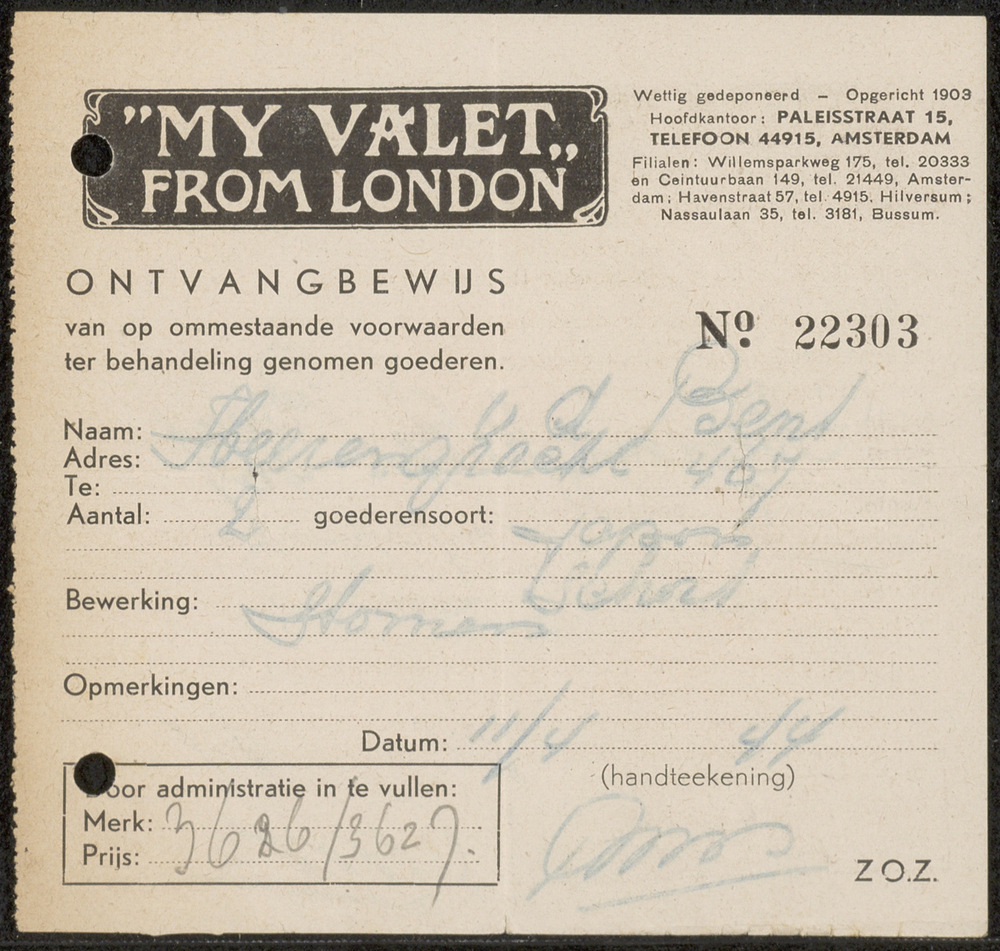 "MY VALET„
FROM LONDON
Wettig gedeponeerd – Opgericht 1903
Hoofdkantoor: PALEISSTRAAT 15,
TELEFOON 44915, AMSTERDAM
Filialen: Willemsparkweg 175, tel. 20333
en Ceintuurbaan 149, tel. 21449, Amster-
dam; Havenstraat 57, tel. 4915. Hilversum;
Nassaulaan 35, tel. 3181, Bussum.
ONTVANGBEWIJS
van op ommestaande voorwaarden
ter behandeling genomen goederen.
Nº 22303
Naam: Bent
Adres: Heerengracht 467
Te:
Aantal: 2 goederensoort: Japon
Bewerking: Stomen
Opmerkingen:
Datum: 11/4 44
(handteekening)
Door administratie in te vullen:
Merk: 3626/3627.
Prijs:
Z.O.Z.